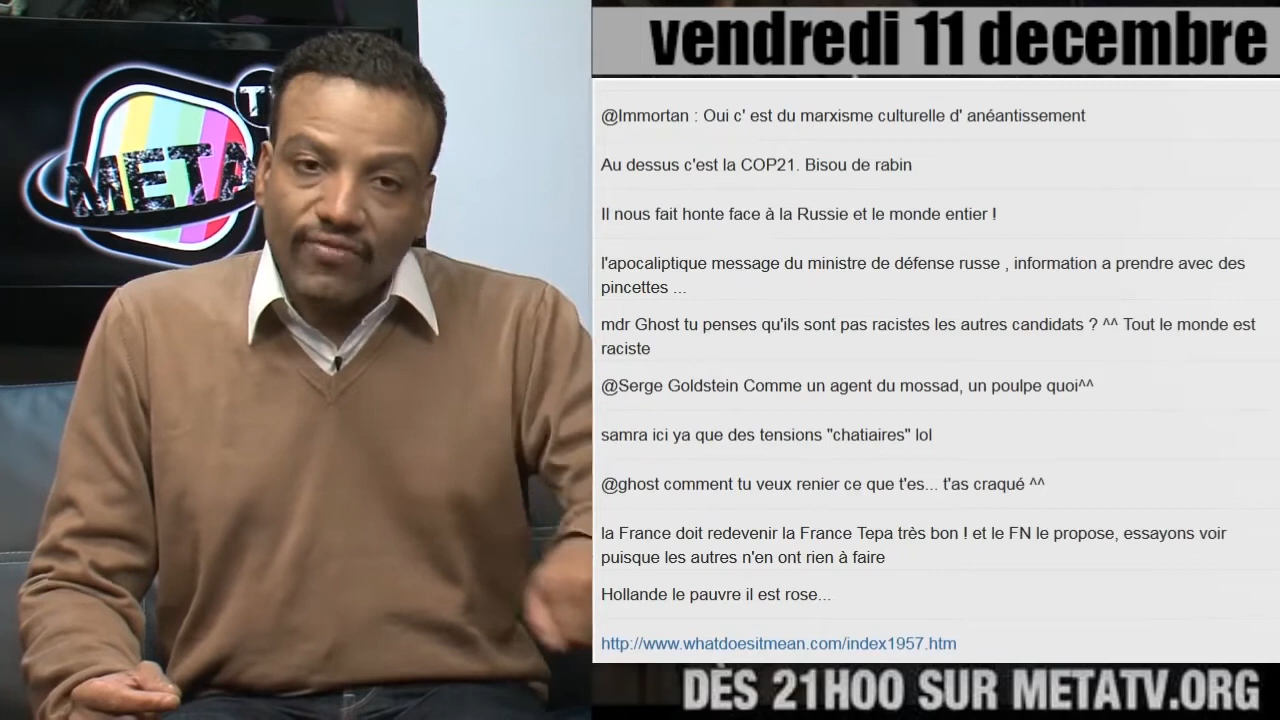 T
META
vendredi 11 decembre
@Immortan : Oui c' est du marxisme culturelle d' anéantissement
Au dessus c'est la COP21. Bisou de rabin
Il nous fait honte face à la Russie et le monde entier !
l'apocaliptique message du ministre de défense russe , information a prendre avec des
pincettes ...
mdr Ghost tu penses qu'ils sont pas racistes les autres candidats ? ^^ Tout le monde est
raciste
@Serge Goldstein Comme un agent du mossad, un poulpe quoi^^
samra ici ya que des tensions "chatiaires" lol
@ghost comment tu veux renier ce que t'es... t'as craqué ^^
la France doit redevenir la France Tepa très bon ! et le FN le propose, essayons voir
puisque les autres n'en ont rien à faire
Hollande le pauvre il est rose...
http://www.whatdoesitmean.com/index1957.htm
DÈS 21H00 SUR METATV.ORG